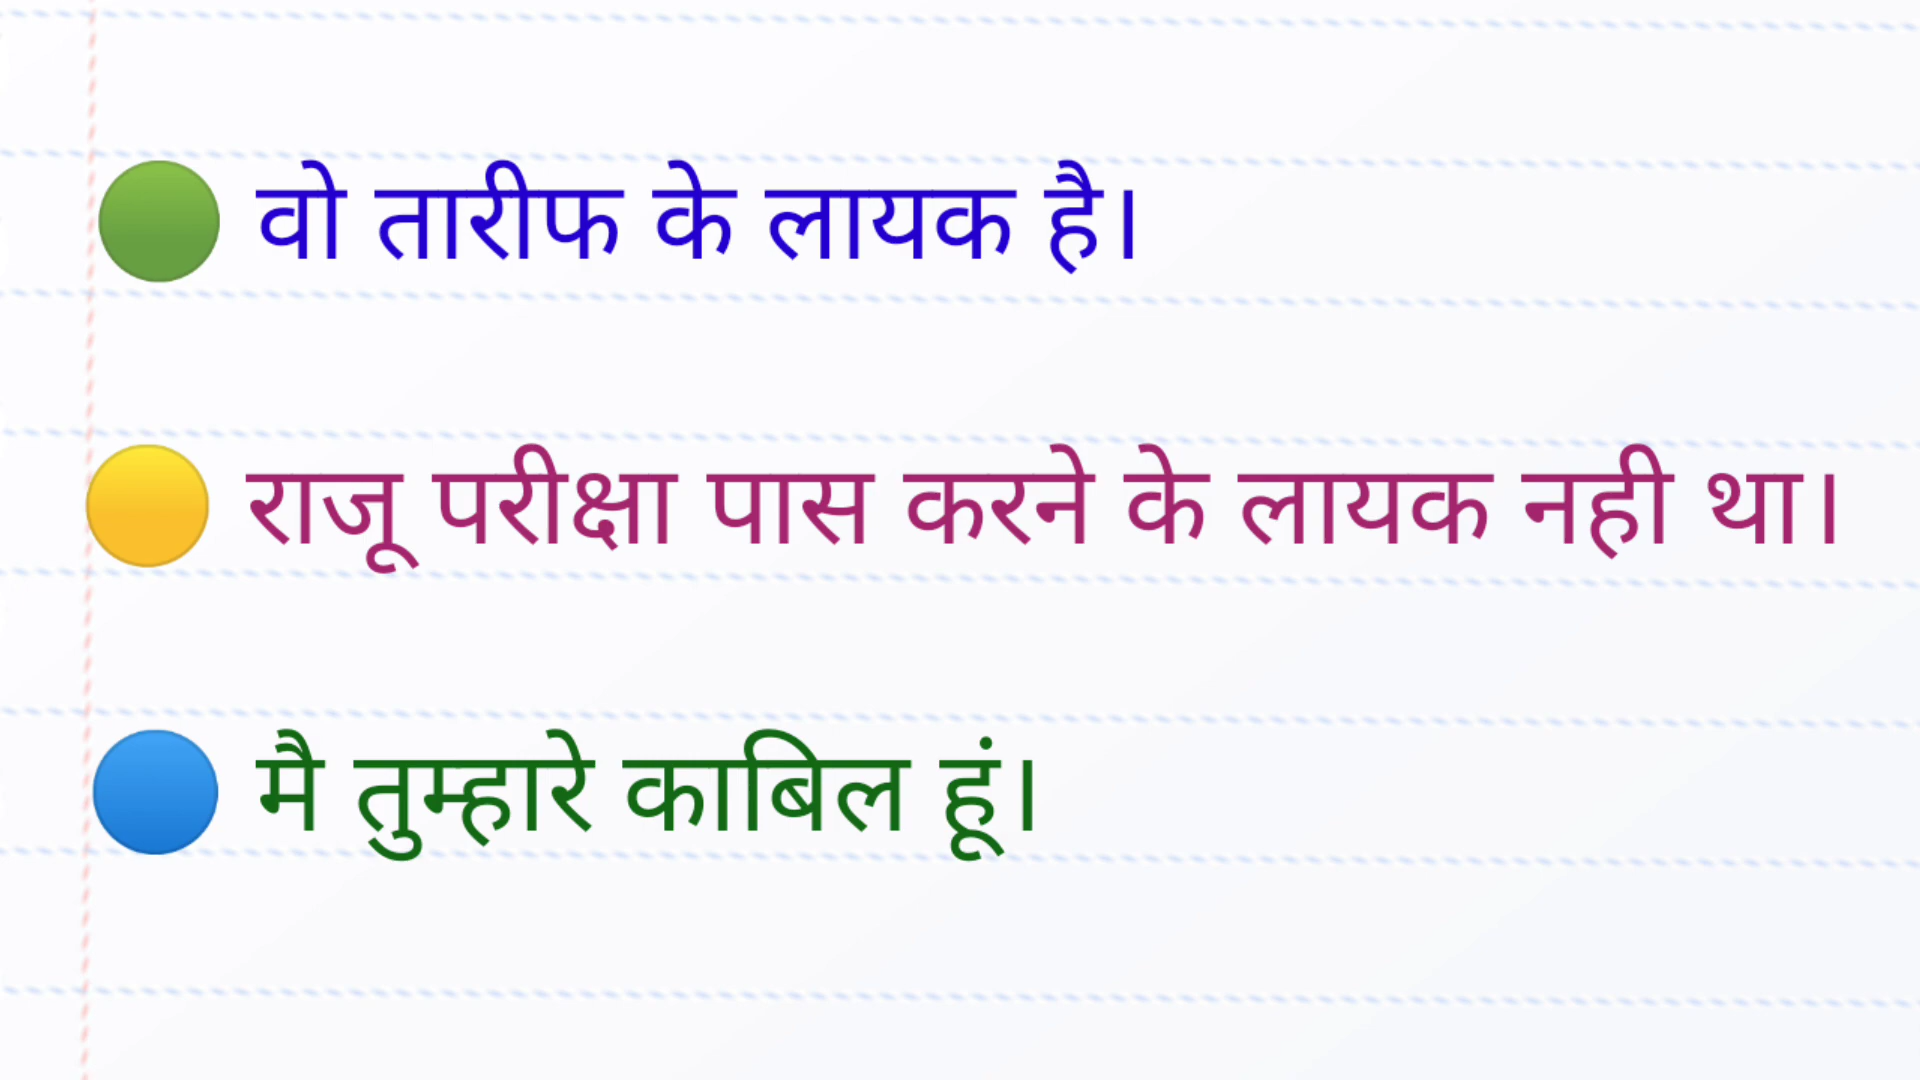 वो तारीफ के लायक है।
राजू परीक्षा पास करने के लायक नही था।
मै तुम्हारे काबिल हूं।